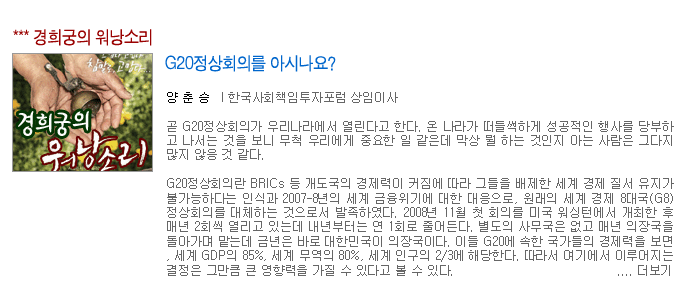 *** 경희궁의 워낭소리
경희궁의
워낭소리
G20정상회의를 아시나요?
양 춘 승 | 한국사회책임투자포럼 상임이사
곧 G20정상회의가 우리나라에서 열린다고 한다. 온 나라가 떠들썩하게 성공적인 행사를 당부하
고 나서는 것을 보니 무척 우리에게 중요한 일 같은데 막상 뭘 하는 것인지 아는 사람은 그다지
많지 않응 것 같다.
G20정상회의란 BRICs 등 개도국의 경제력이 커짐에 따라 그들을 배제한 세계 경제 질서 유지가
불가능하다는 인식과 2007-8년의 세계 금융위기에 대한 대응으로, 원래의 세계 경제 8대국(G8)
정상회의를 대체하는 것으로서 발족하였다. 2008년 11월 첫 회의를 미국 워싱턴에서 개최한 후
매년 2회씩 열리고 있는데 내년부터는 연 1회로 줄어든다. 별도의 사무국은 없고 매년 의장국을
돌아가며 맡는데 금년은 바로 대한민국이 의장국이다. 이들 G20에 속한 국가들의 경제력을 보면
, 세계 GDP의 85%, 세계 무역의 80%, 세계 인구의 2/3에 해당한다. 따라서 여기에서 이루어지는
결정은 그만큼 큰 영향력을 가질 수 있다고 볼 수 있다.
.... 더보기